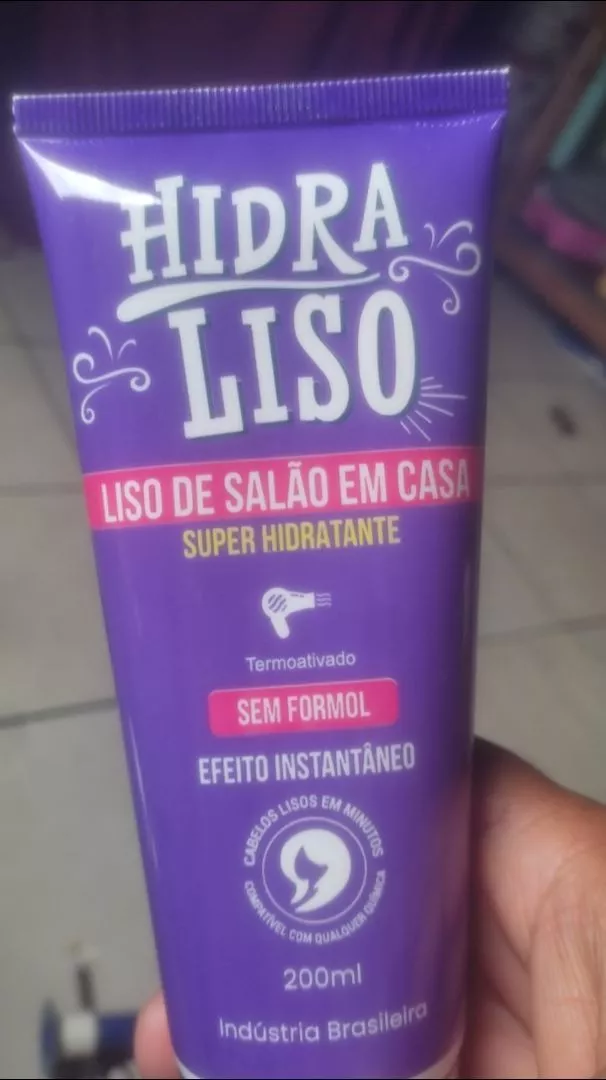 HIDRA
LISO
LISO DE SALÃO EM CASA
SUPER HIDRATANTE
Termoativado
SEM FORMOL
EFEITO INSTANTÂNEO
CABELOS LISOS EM MINUTOS
COMPATÍVEL COM QUALQUER QUÍMICA
200ml
Indústria Brasileira